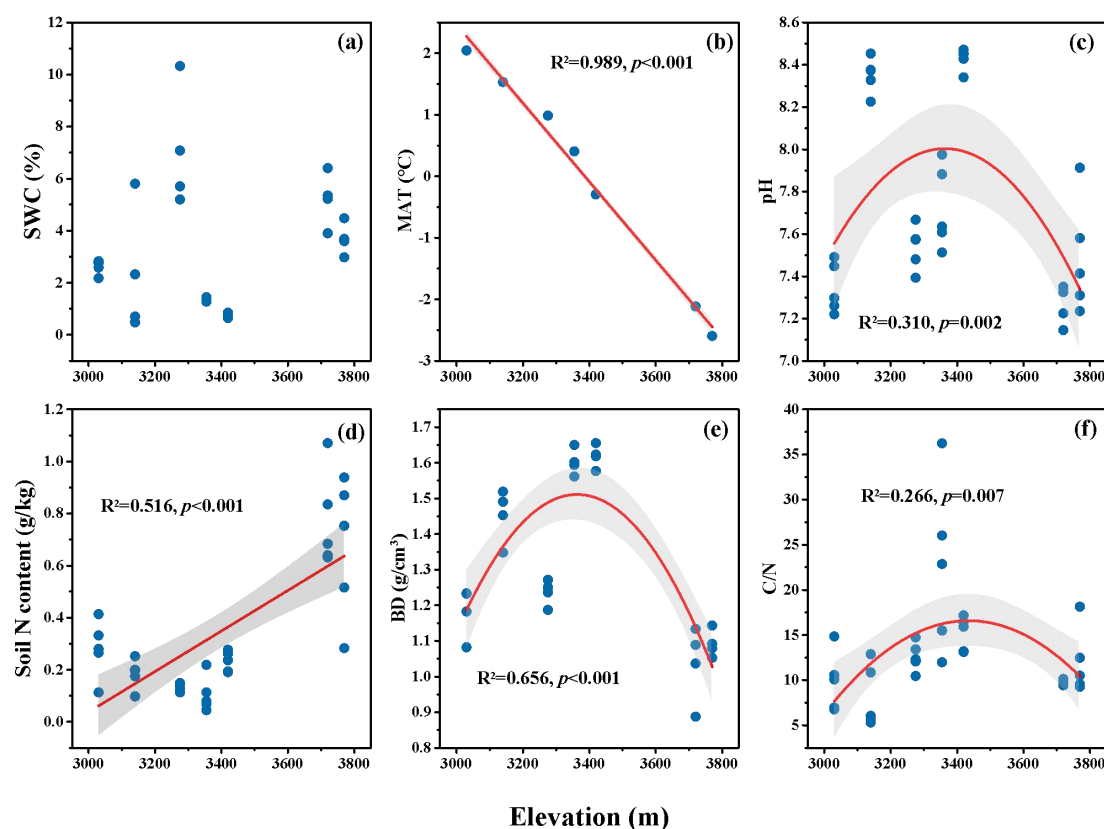 (a)
SWC (%)
12
10
8
6
4
2
0
3000 3200 3400 3600 3800
(b)
R²=0.989, p<0.001
MAT (℃)
2
1
0
-1
-2
-3
3000 3200 3400 3600 3800
(c)
pH
8.6
8.4
8.2
8.0
7.8
7.6
7.4
7.2
7.0
R²=0.310, p=0.002
3000 3200 3400 3600 3800
(d)
Soil N content (g/kg)
1.2
1.1
1.0
0.8
0.6
0.4
0.2
0.0
R²=0.516, p<0.001
3000 3200 3400 3600 3800
(e)
BD (g/cm³)
1.7
1.6
1.5
1.4
1.3
1.2
1.1
1.0
0.9
0.8
R²=0.656, p<0.001
3000 3200 3400 3600 3800
(f)
C/N
40
35
30
25
20
15
10
5
R²=0.266, p=0.007
3000 3200 3400 3600 3800
Elevation (m)